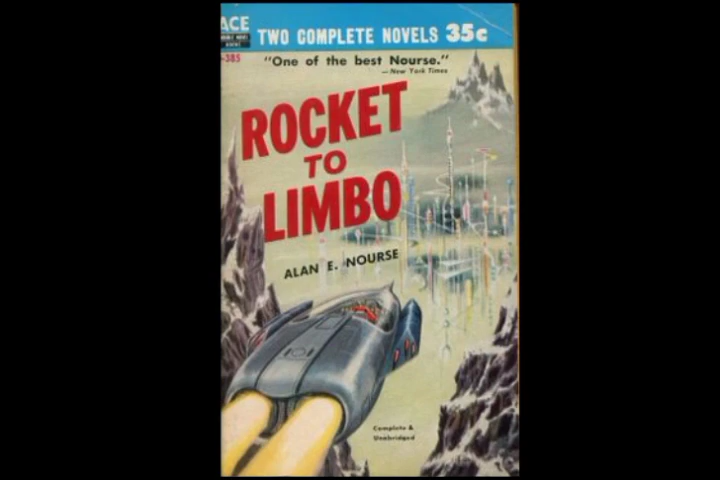 ACE
TWO COMPLETE NOVELS 35c
-385
"One of the best Nourse."
—New York Times
ROCKET
TO
LIMBO
ALAN E. NOURSE
Complete &
Unabridged